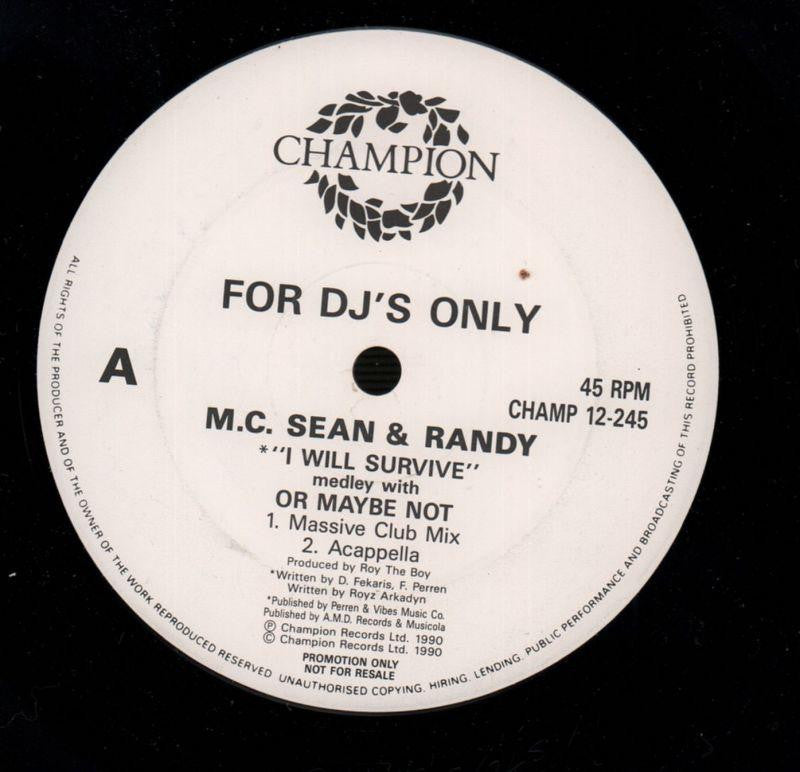 CHAMPION
FOR DJ'S ONLY
A
45 RPM
CHAMP 12-245
M.C. SEAN & RANDY
*"I WILL SURVIVE"
medley with
OR MAYBE NOT
1. Massive Club Mix
2. Acappella
Produced by Roy The Boy
*Written by D. Fekaris, F. Perren
Written by Royz Arkadyn
*Published by Perren & Vibes Music Co.
Published by A.M.D. Records & Musicola
Ⓟ Champion Records Ltd. 1990
© Champion Records Ltd. 1990
PROMOTION ONLY
NOT FOR RESALE
ALL RIGHTS OF THE PRODUCER AND OF THE OWNER OF THE WORK REPRODUCED RESERVED UNAUTHORISED COPYING. HIRING. LENDING. PUBLIC PERFORMANCE AND BROADCASTING OF THIS RECORD PROHIBITED